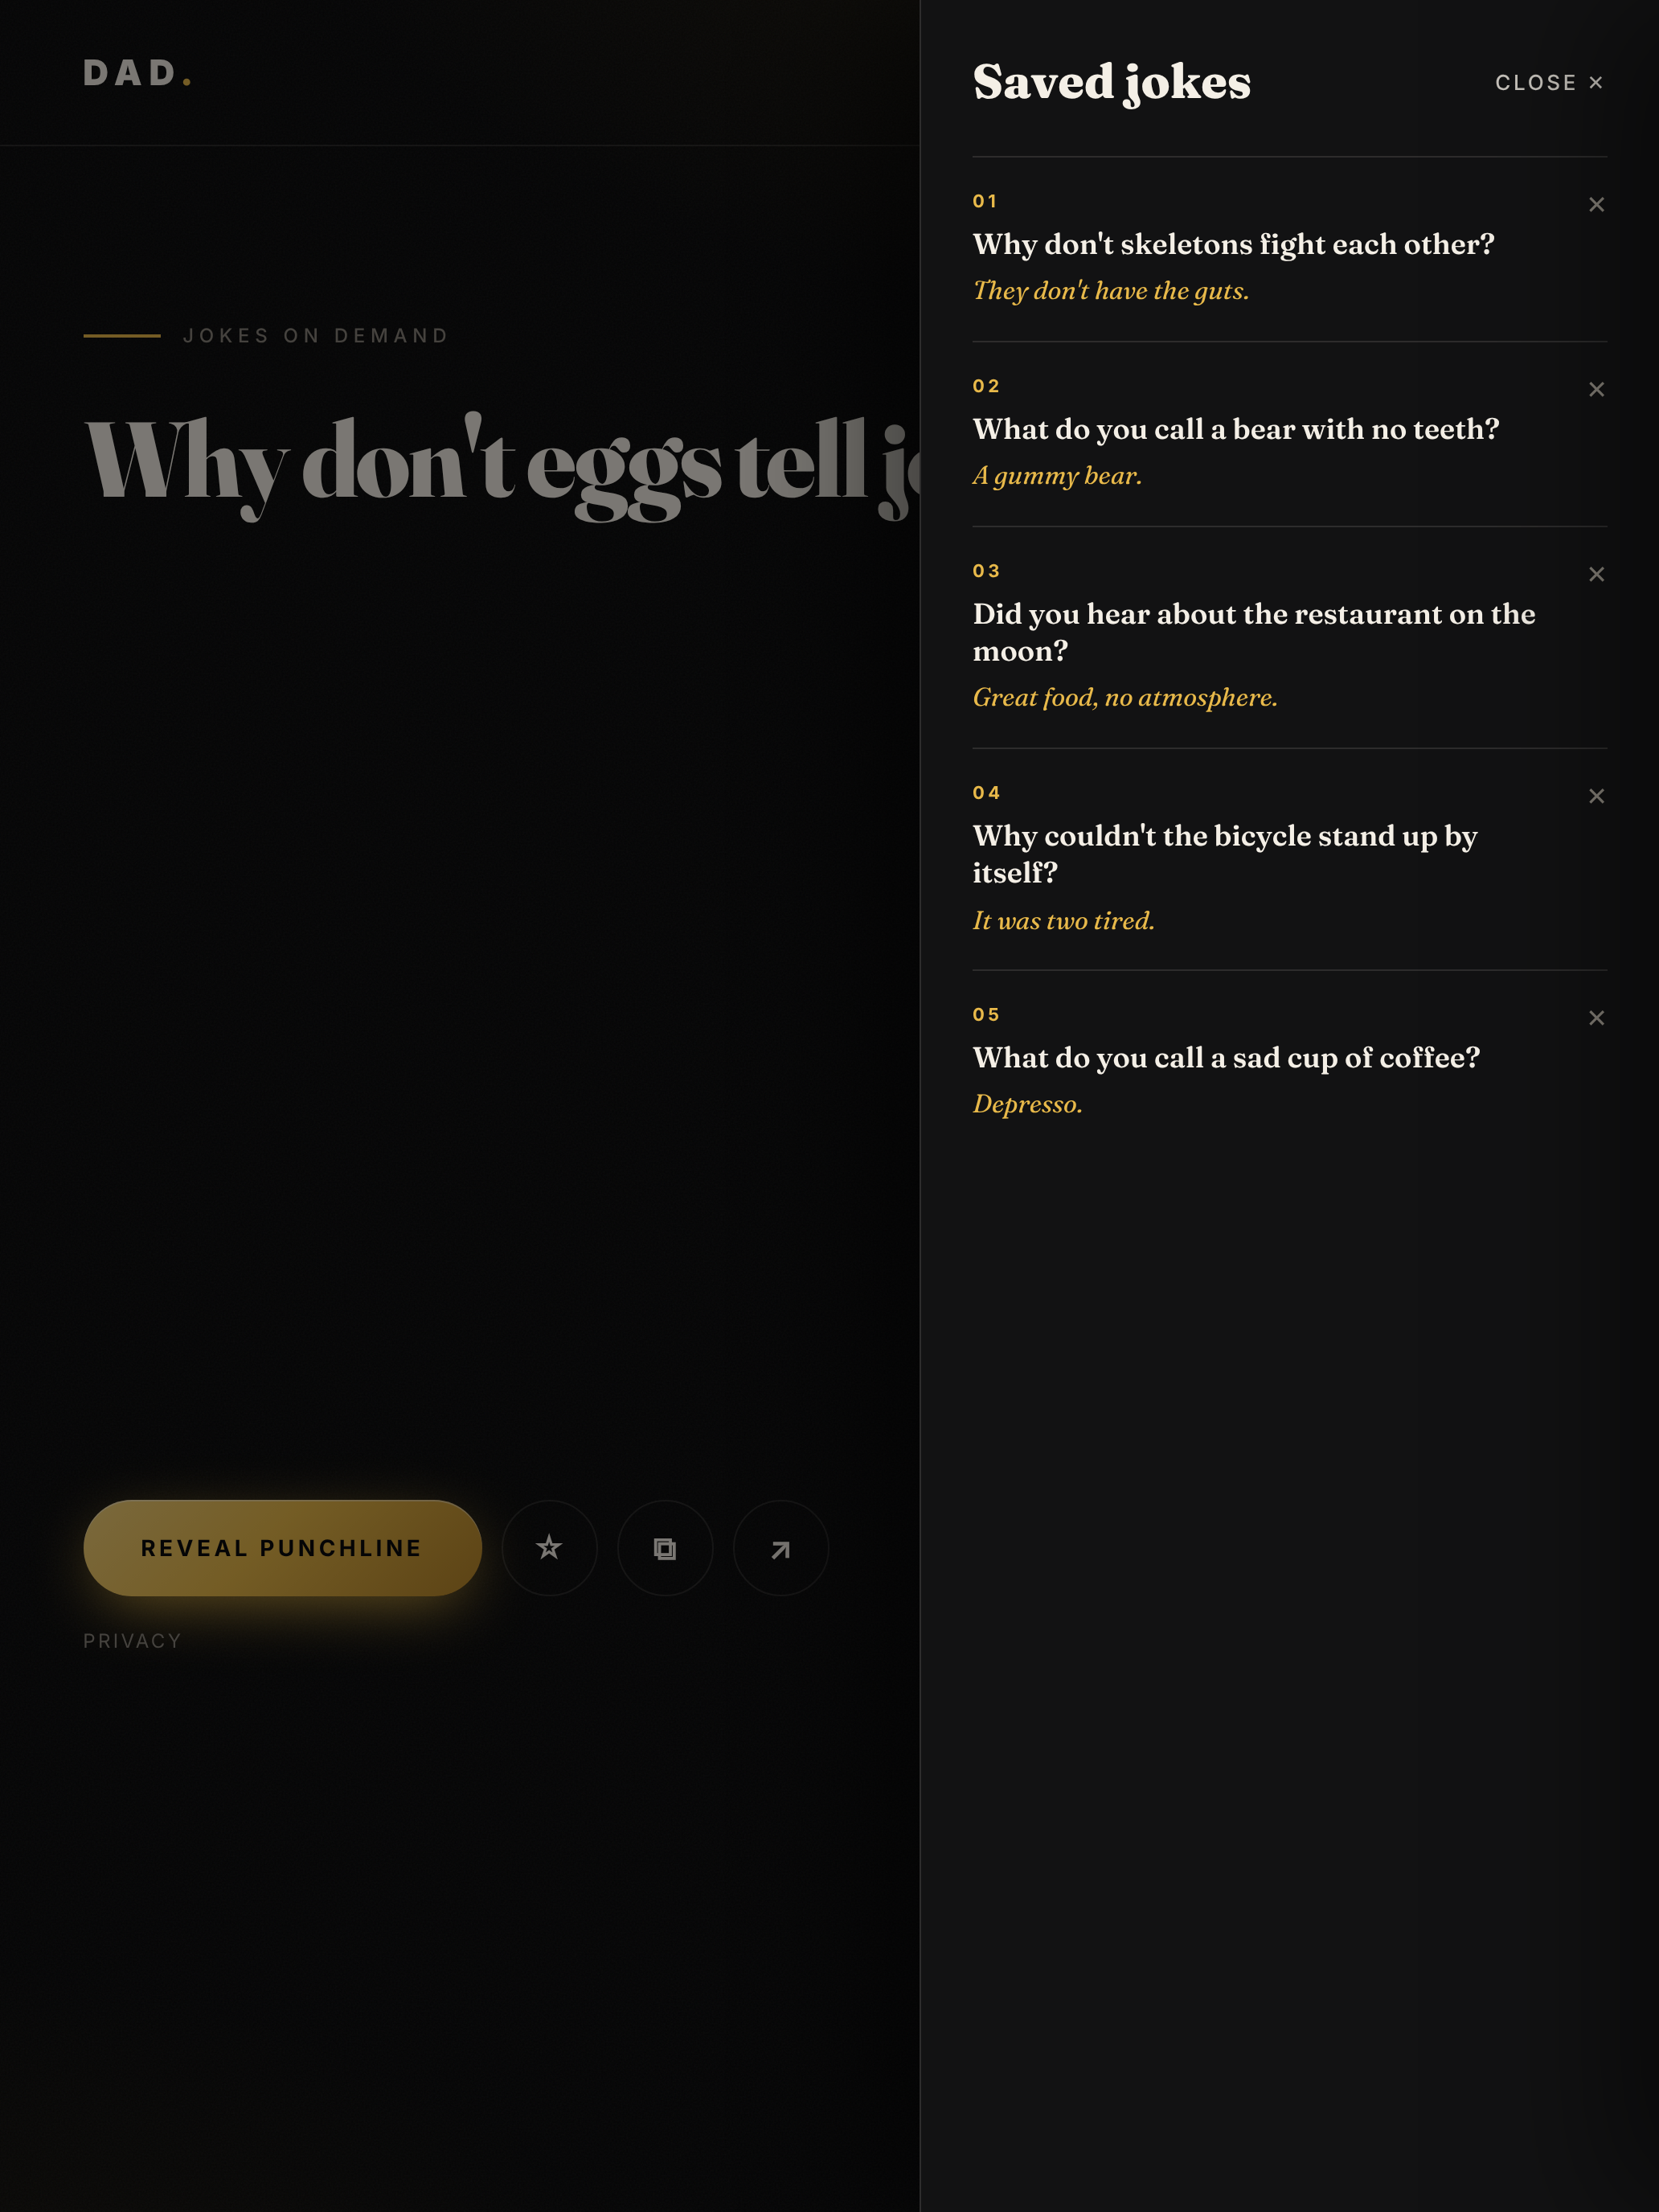 DAD.
JOKES ON DEMAND
Why don't eggs tell jo
REVEAL PUNCHLINE
PRIVACY
Saved jokes
CLOSE ×
01
×
Why don't skeletons fight each other?
They don't have the guts.
02
×
What do you call a bear with no teeth?
A gummy bear.
03
×
Did you hear about the restaurant on the
moon?
Great food, no atmosphere.
04
×
Why couldn't the bicycle stand up by
itself?
It was two tired.
05
×
What do you call a sad cup of coffee?
Depresso.